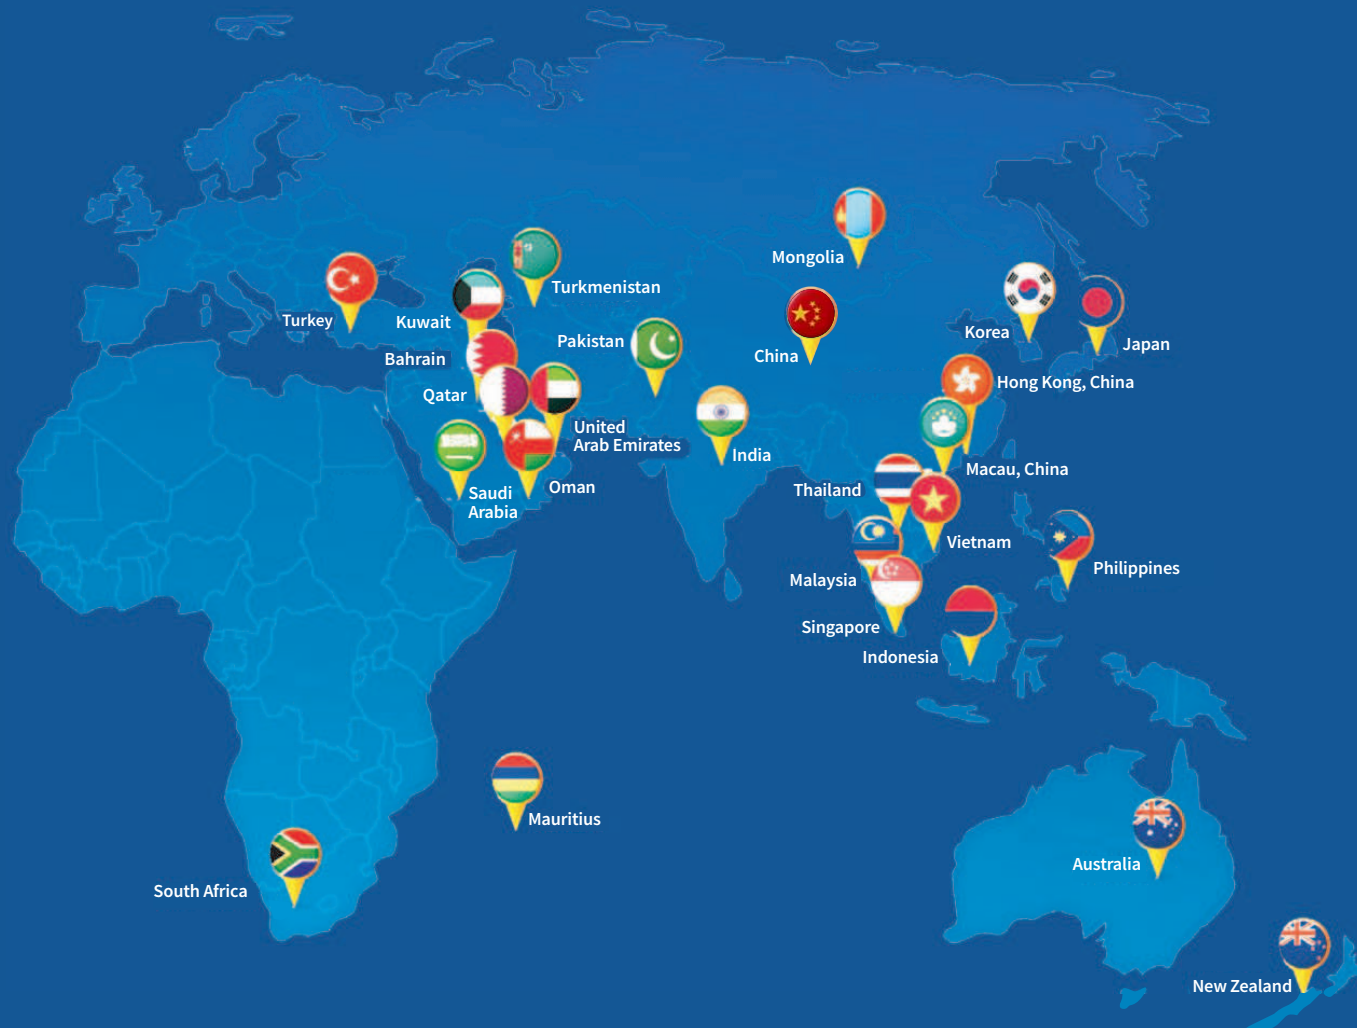 Mongolia
Turkmenistan
Turkey
Kuwait
Korea
Pakistan
Japan
China
Bahrain
Hong Kong, China
Qatar
United
Arab Emirates
India
Macau, China
Oman
Thailand
Saudi
Arabia
Vietnam
Philippines
Malaysia
Singapore
Indonesia
Mauritius
Australia
South Africa
New Zealand